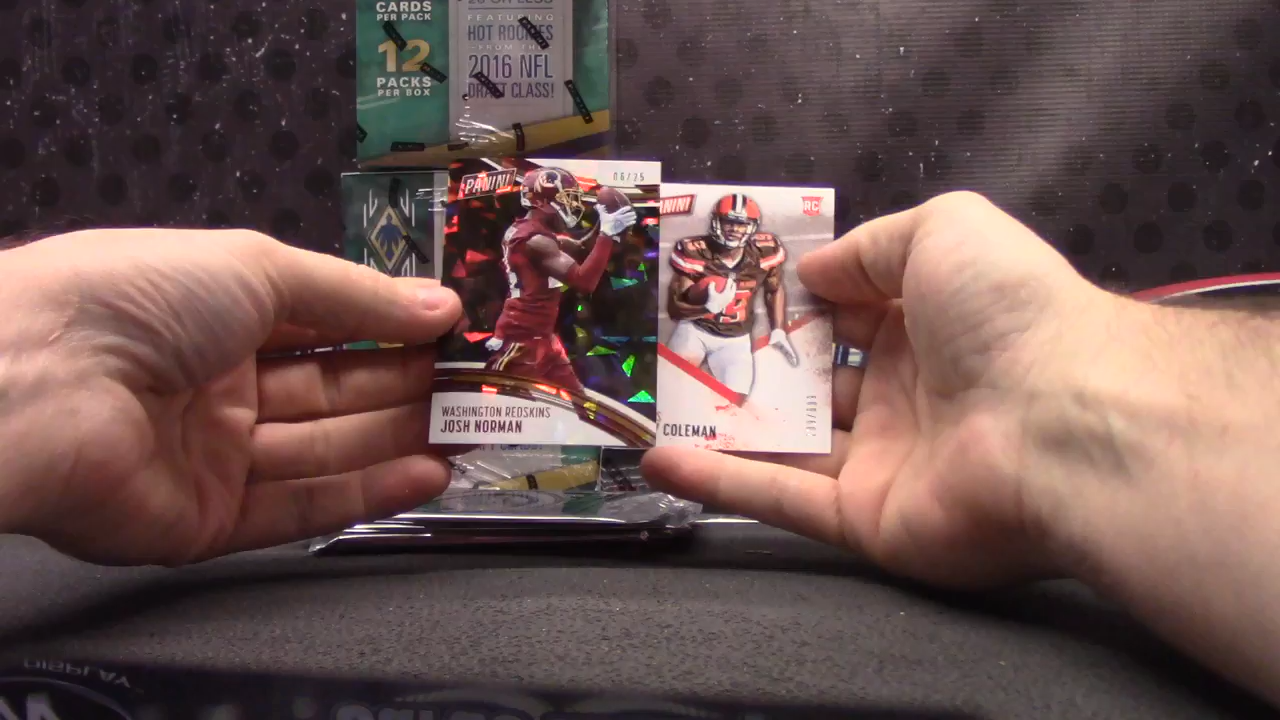 CARDS
PER PACK
12
PACKS
PER BOX
FEATURING
HOT ROOKIES
FROM THE
2016 NFL
DRAFT CLASS!
PANINI
06/25
WASHINGTON REDSKINS
JOSH NORMAN
PANINI
RC
COLEMAN
DISPLAY